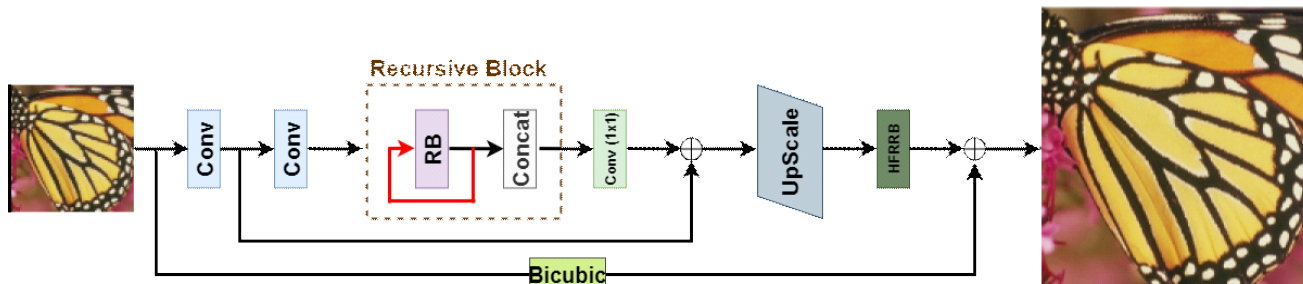 Recursive Block
Conv
Conv
RB
Concat
Conv (1x1)
UpScale
HFRRB
Bicubic